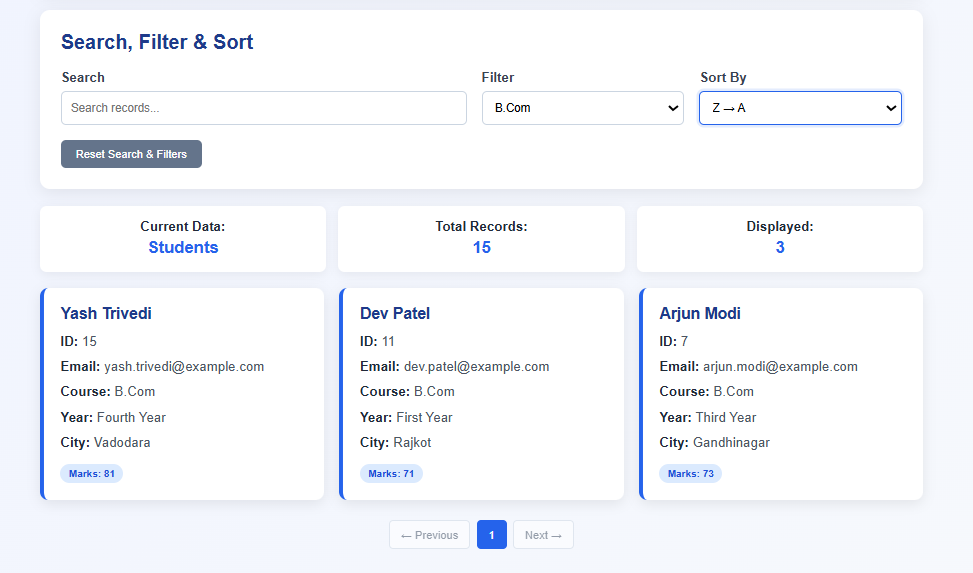 Search, Filter & Sort
Search Filter Sort By
Search records... B.Com Z → A
Reset Search & Filters
Current Data: Total Records: Displayed:
Students 15 3
Yash Trivedi
ID: 15
Email: yash.trivedi@example.com
Course: B.Com
Year: Fourth Year
City: Vadodara
Marks: 81
Dev Patel
ID: 11
Email: dev.patel@example.com
Course: B.Com
Year: First Year
City: Rajkot
Marks: 71
Arjun Modi
ID: 7
Email: arjun.modi@example.com
Course: B.Com
Year: Third Year
City: Gandhinagar
Marks: 73
← Previous 1 Next →